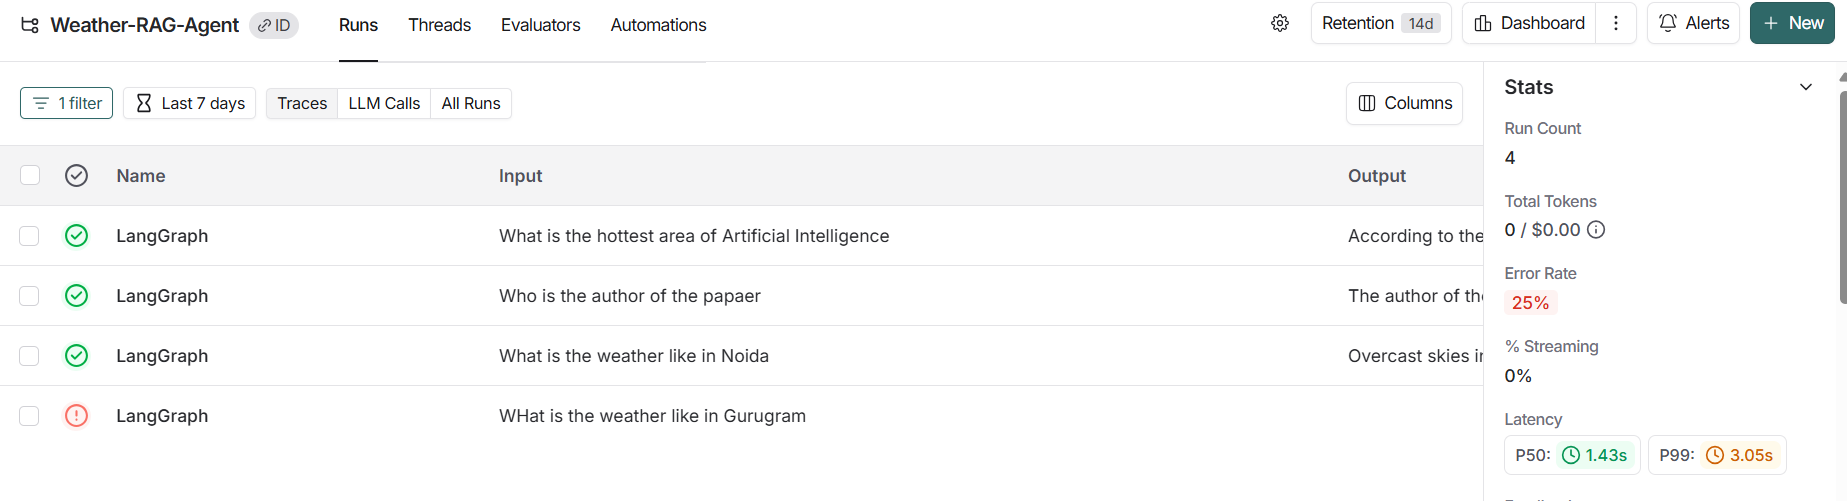 Weather-RAG-Agent ID Runs Threads Evaluators Automations Retention 14d Dashboard Alerts + New
1 filter Last 7 days Traces LLM Calls All Runs Columns
Name Input Output
LangGraph What is the hottest area of Artificial Intelligence According to the
LangGraph Who is the author of the papaer The author of the
LangGraph What is the weather like in Noida Overcast skies in
LangGraph WHat is the weather like in Gurugram
Stats
Run Count
4
Total Tokens
0 / $0.00
Error Rate
25%
% Streaming
0%
Latency
P50: 1.43s P99: 3.05s